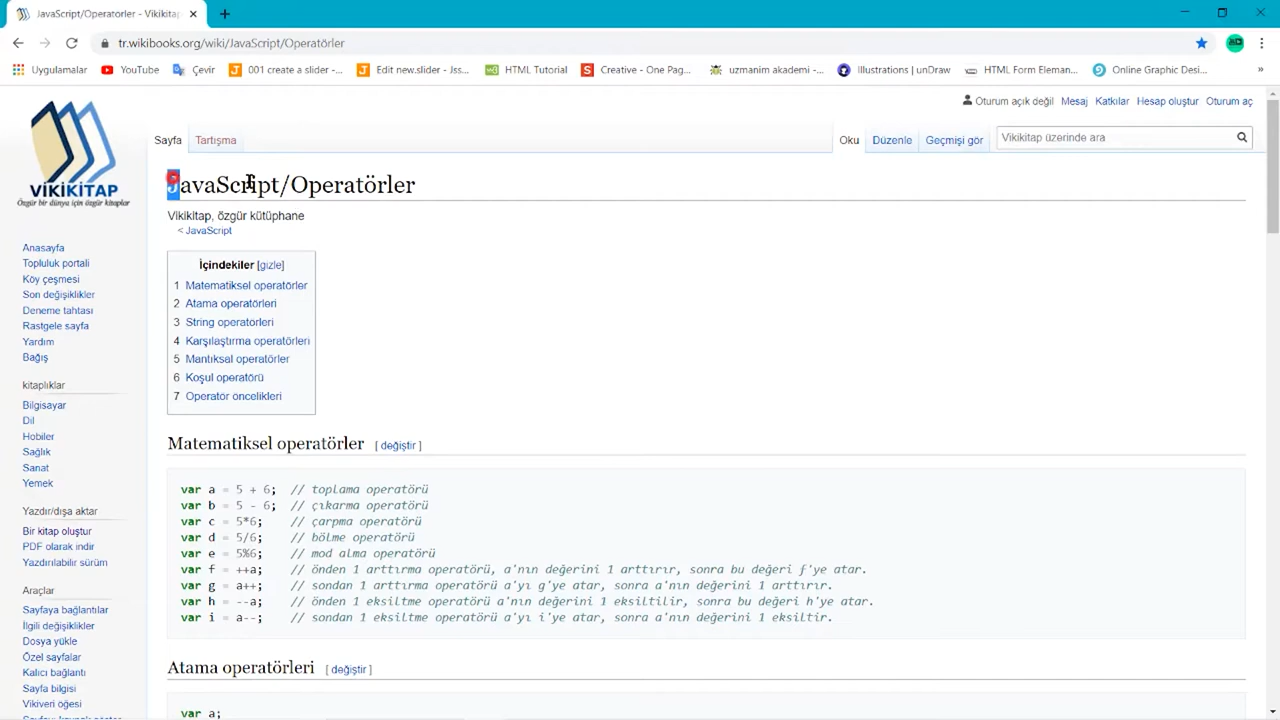 JavaScript/Operatorler - Vikikitap
tr.wikibooks.org/wiki/JavaScript/Operatörler
Uygulamalar
YouTube
Çevir
001 create a slider -...
Edit new.slider - Jss...
HTML Tutorial
Creative - One Pag...
uzmanim akademi -...
Illustrations | unDraw
HTML Form Eleman...
Online Graphic Desi...
»
Oturum açık değil Mesaj Katkılar Hesap oluştur Oturum aç
Sayfa Tartışma
Oku Düzenle Geçmişi gör
Vikikitap üzerinde ara
VIKIKITAP
Özgür bir dünya için özgür kitaplar
JavaScript/Operatörler
Vikikitap, özgür kütüphane
< JavaScript
İçindekiler [gizle]
1 Matematiksel operatörler
2 Atama operatörleri
3 String operatörleri
4 Karşılaştırma operatörleri
5 Mantıksal operatörler
6 Koşul operatörü
7 Operator oncelikleri
Anasayfa
Topluluk portali
Köy çeşmesi
Son değişiklikler
Deneme tahtası
Rastgele sayfa
Yardım
Bağış
kitaplıklar
Bilgisayar
Dil
Hobiler
Sağlık
Sanat
Yemek
Yazdır/dışa aktar
Bir kitap oluştur
PDF olarak indir
Yazdırılabilir sürüm
Araçlar
Sayfaya bağlantılar
İlgili değişiklikler
Dosya yükle
Özel sayfalar
Kalıcı bağlantı
Sayfa bilgisi
Vikiveri öğesi
Matematiksel operatörler [ değiştir ]
var a = 5 + 6; // toplama operatörü
var b = 5 - 6; // çıkarma operatörü
var c = 5*6; // çarpma operatörü
var d = 5/6; // bölme operatörü
var e = 5%6; // mod alma operatörü
var f = ++a; // önden 1 arttırma operatörü, a'nın değerini 1 arttırır, sonra bu değeri f'ye atar.
var g = a++; // sondan 1 arttırma operatörü a'yı g'ye atar, sonra a'nın değerini 1 arttırır.
var h = --a; // önden 1 eksiltme operatörü a'nın değerini 1 eksiltilir, sonra bu değeri h'ye atar.
var i = a--; // sondan 1 eksiltme operatörü a'yı i'ye atar, sonra a'nın değerini 1 eksiltir.
Atama operatörleri [ değiştir ]
var a;